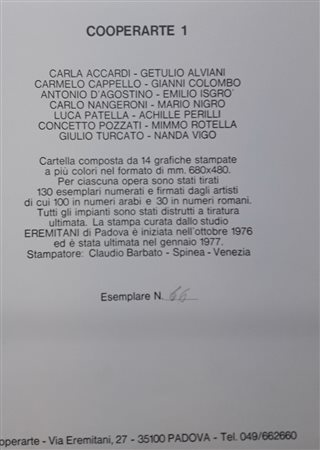 COOPERARTE 1
CARLA ACCARDI - GETULIO ALVIANI
CARMELO CAPPELLO - GIANNI COLOMBO
ANTONIO D'AGOSTINO - EMILIO ISGRO'
CARLO NANGERONI - MARIO NIGRO
LUCA PATELLA - ACHILLE PERILLI
CONCETTO POZZATI - MIMMO ROTELLA
GIULIO TURCATO - NANDA VIGO
Cartella composta da 14 grafiche stampate
a più colori nel formato di mm. 680x480.
Per ciascuna opera sono stati tirati
130 esemplari numerati e firmati dagli artisti
di cui 100 in numeri arabi e 30 in numeri romani.
Tutti gli impianti sono stati distrutti a tiratura
ultimata. La stampa curata dallo studio
EREMITANI di Padova è iniziata nell'ottobre 1976
ed è stata ultimata nel gennaio 1977.
Stampatore: Claudio Barbato - Spinea - Venezia
Esemplare N. 66
operarte - Via Eremitani, 27 - 35100 PADOVA - Tel. 049/662660